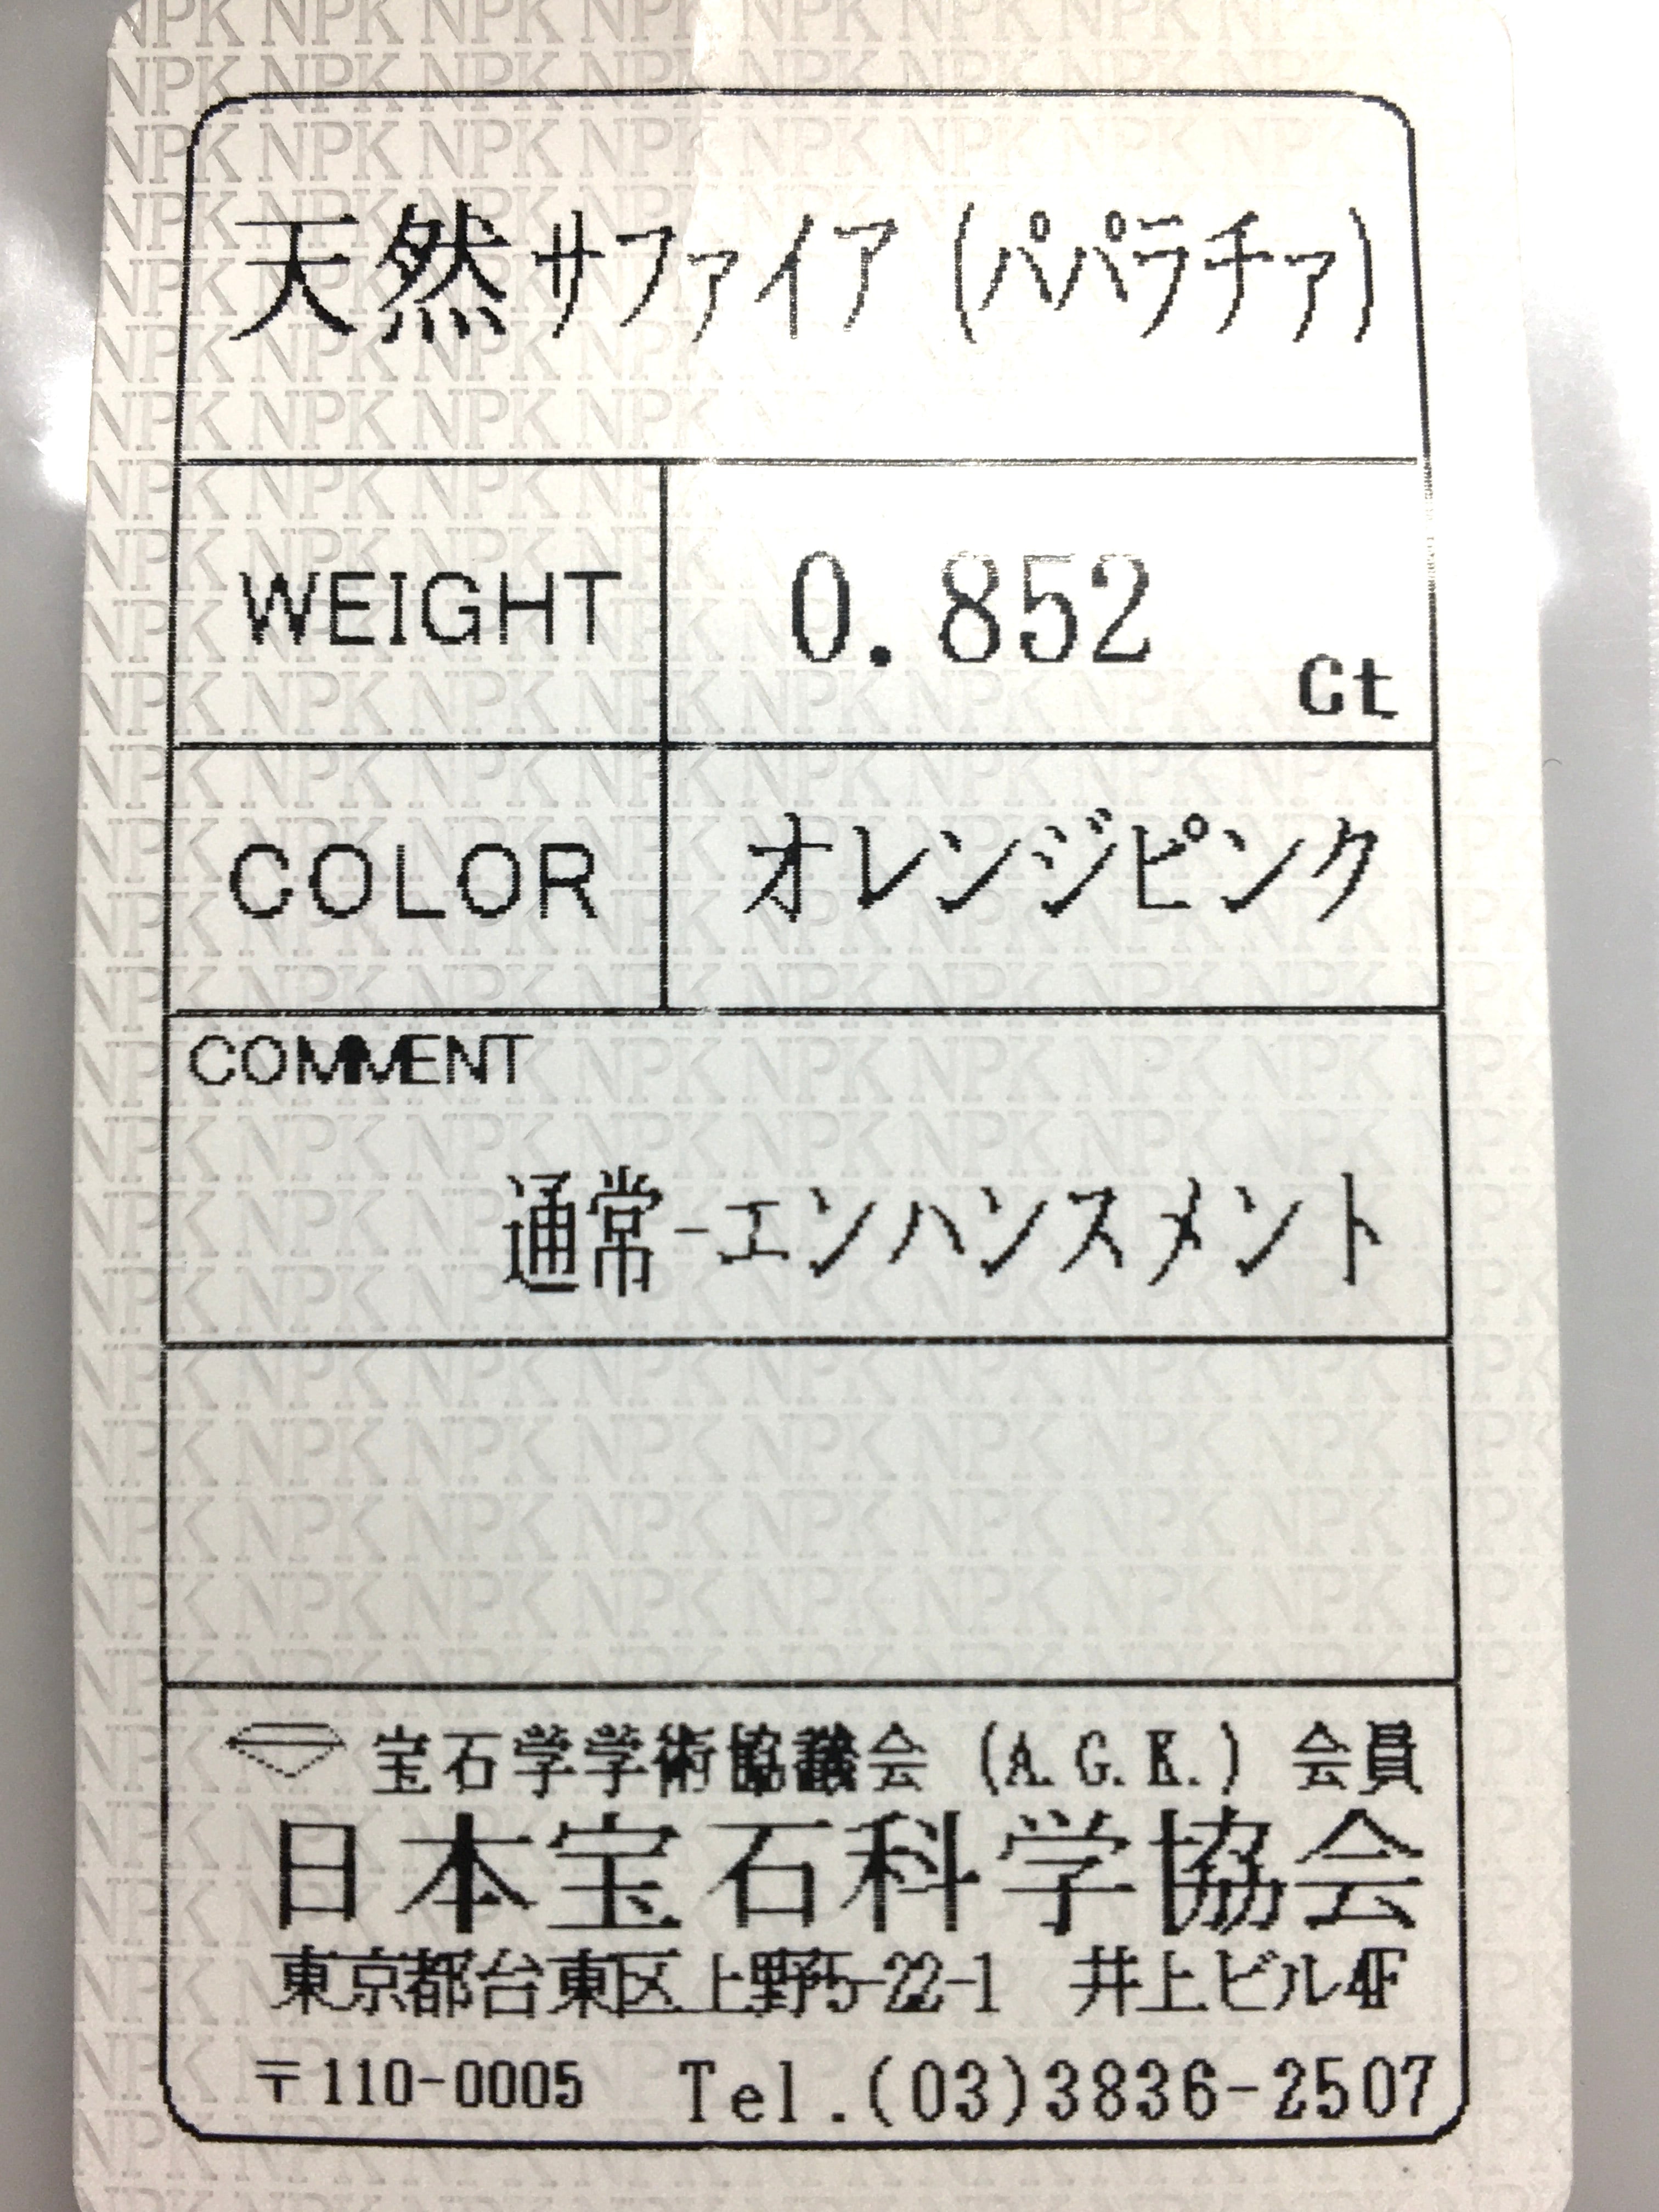 天然サファイア (パパラチァ)
WEIGHT 0.852 Ct
COLOR オレンジピンク
COMMENT
通常-エンハンスメント
宝石学学術協議会 (A.G.K.) 会員
日本宝石科学協会
東京都台東区上野5-22-1 井上ビル4F
〒110-0005 Tel.(03)3836-2507
NPK